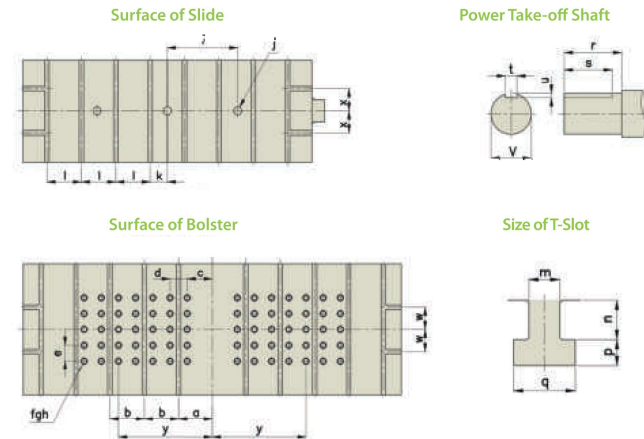 Surface of Slide
Power Take-off Shaft
j
r
s
t
u
x
x
V
l
l
l
k
Surface of Bolster
Size of T-Slot
d
c
m
w
w
n
e
p
q
fgh
b
b
a
y
y